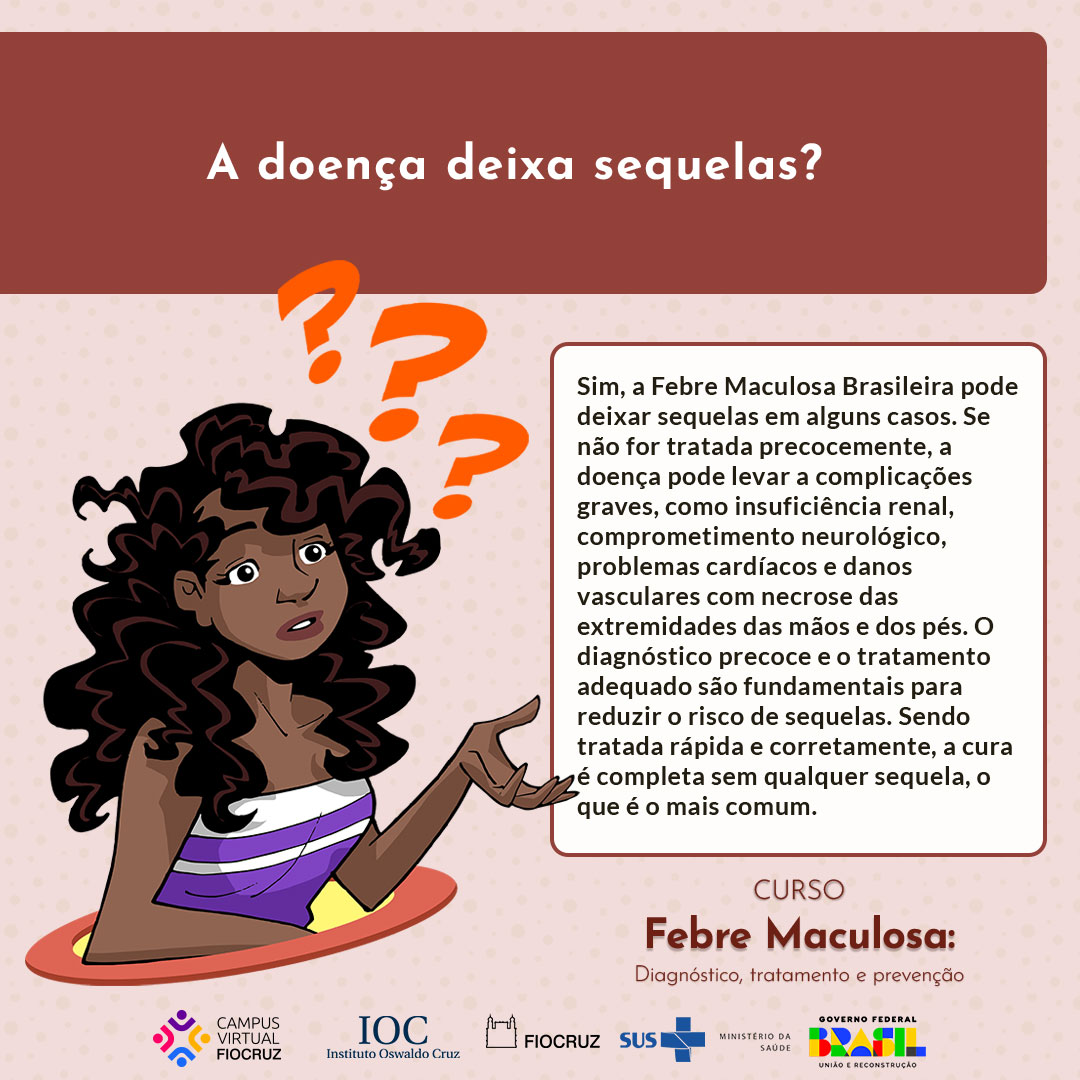 A doença deixa sequelas?
Sim, a Febre Maculosa Brasileira pode
deixar sequelas em alguns casos. Se
não for tratada precocemente, a
doença pode levar a complicações
graves, como insuficiência renal,
comprometimento neurológico,
problemas cardíacos e danos
vasculares com necrose das
extremidades das mãos e dos pés. O
diagnóstico precoce e o tratamento
adequado são fundamentais para
reduzir o risco de sequelas. Sendo
tratada rápida e corretamente, a cura
é completa sem qualquer sequela, o
que é o mais comum.
???
CURSO
Febre Maculosa:
Diagnóstico, tratamento e prevenção
CAMPUS
VIRTUAL
FIOCRUZ
IOC
Instituto Oswaldo Cruz
FIOCRUZ
SUS
MINISTÉRIO DA
SAÚDE
GOVERNO FEDERAL
BRASIL
UNIÃO E RECONSTRUÇÃO